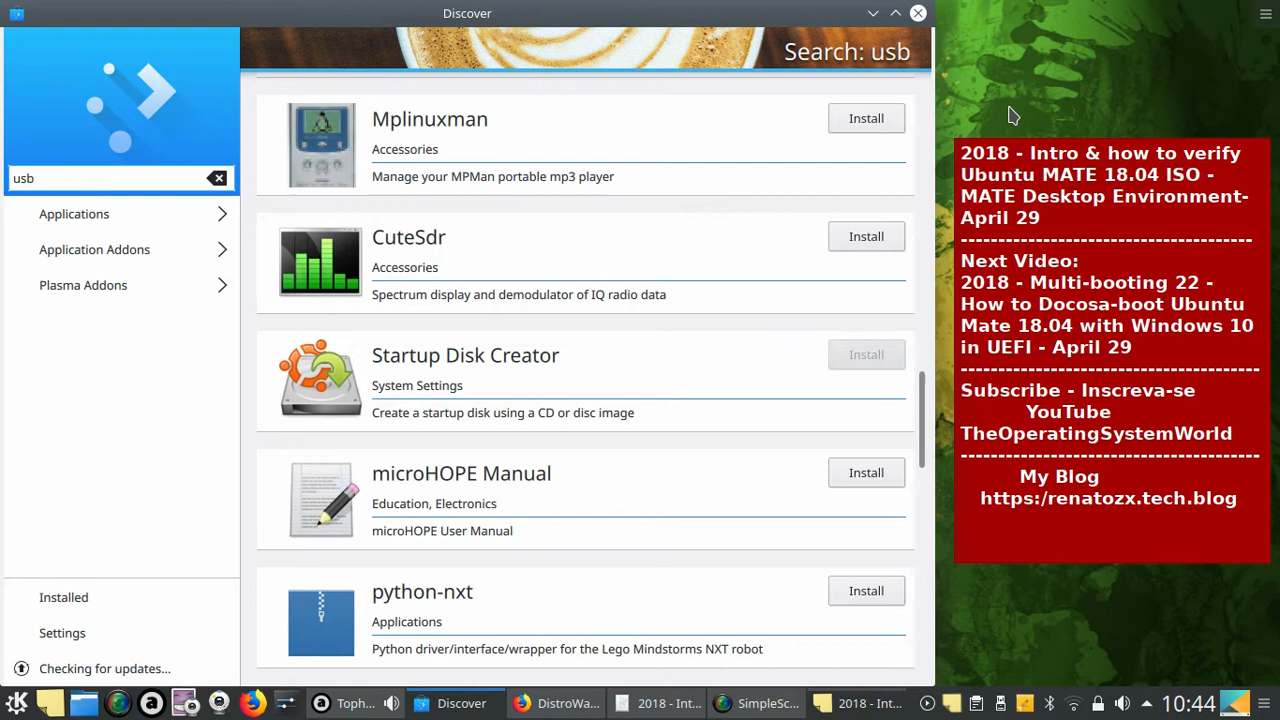 Discover
Search: usb
usb
Applications
Application Addons
Plasma Addons
Installed
Settings
Checking for updates...
Mplinuxman
Install
Accessories
Manage your MPMan portable mp3 player
CuteSdr
Install
Accessories
Spectrum display and demodulator of IQ radio data
Startup Disk Creator
Install
System Settings
Create a startup disk using a CD or disc image
microHOPE Manual
Install
Education, Electronics
microHOPE User Manual
python-nxt
Install
Applications
Python driver/interface/wrapper for the Lego Mindstorms NXT robot
2018 - Intro & how to verify
Ubuntu MATE 18.04 ISO -
MATE Desktop Environment-
April 29
---------------------------------------
Next Video:
2018 - Multi-booting 22 -
How to Docosa-boot Ubuntu
Mate 18.04 with Windows 10
in UEFI - April 29
----------------------------------------
Subscribe - Inscreva-se
YouTube
TheOperatingSystemWorld
----------------------------------------
My Blog
https:/renatozx.tech.blog
Toph...
Discover
DistroWa...
2018 - Int...
SimpleSc...
2018 - Int...
10:44